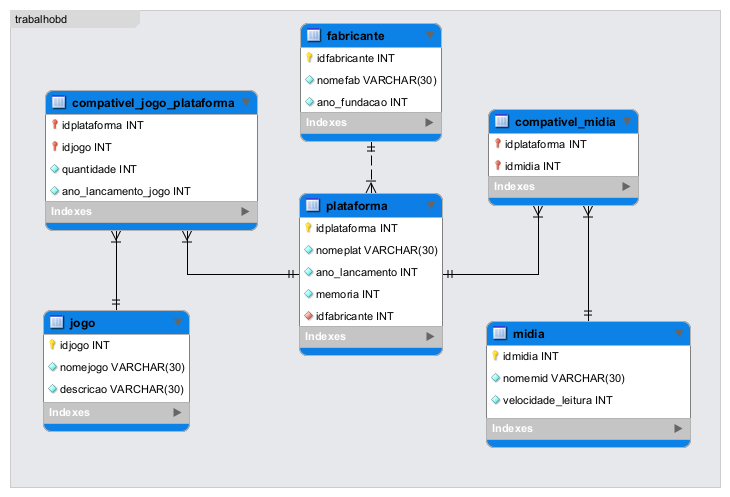 trabalhobd
fabricante
idfabricante INT
nomefab VARCHAR(30)
ano_fundacao INT
Indexes
compativel_jogo_plataforma
idplataforma INT
idjogo INT
quantidade INT
ano_lancamento_jogo INT
Indexes
compativel_midia
idplataforma INT
idmidia INT
Indexes
plataforma
idplataforma INT
nomeplat VARCHAR(30)
ano_lancamento INT
memoria INT
idfabricante INT
Indexes
jogo
idjogo INT
nomejogo VARCHAR(30)
descricao VARCHAR(30)
Indexes
midia
idmidia INT
nomemid VARCHAR(30)
velocidade_leitura INT
Indexes